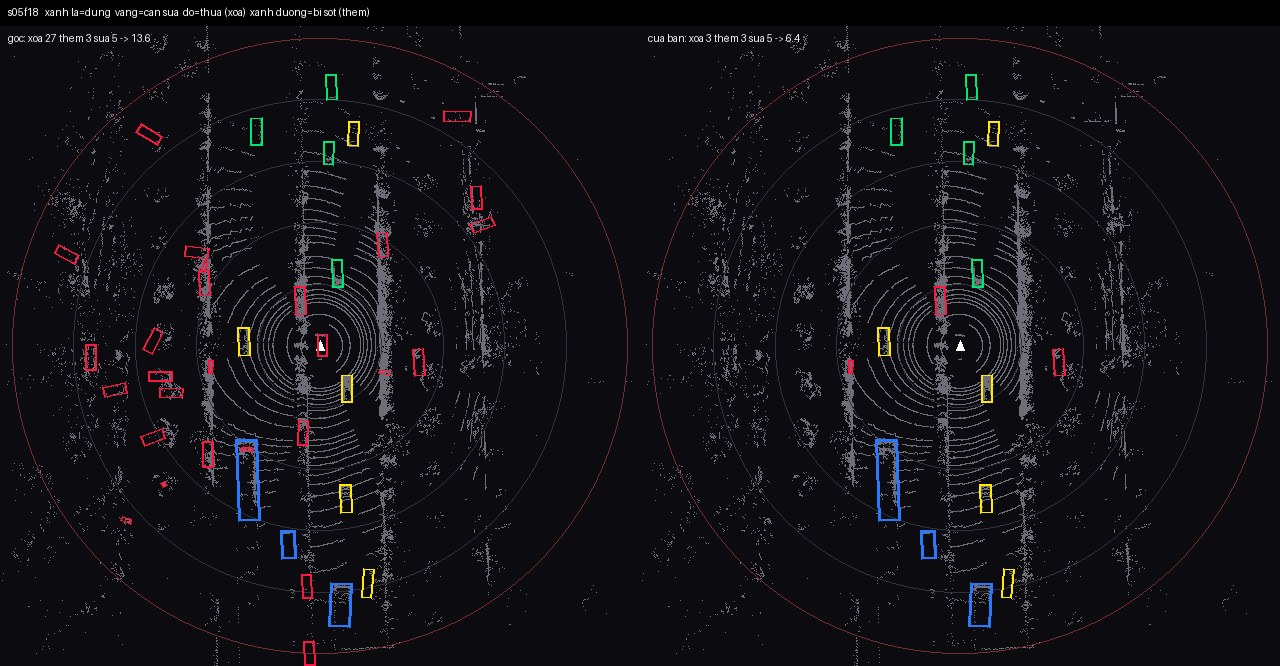 s05f18 xanh la=dung vang=can sua do=thua (xoa) xanh duong=bi sot (them)
goc: xoa 27 them 3 sua 5 -> 13.6
cua ban: xoa 3 them 3 sua 5 -> 6.4